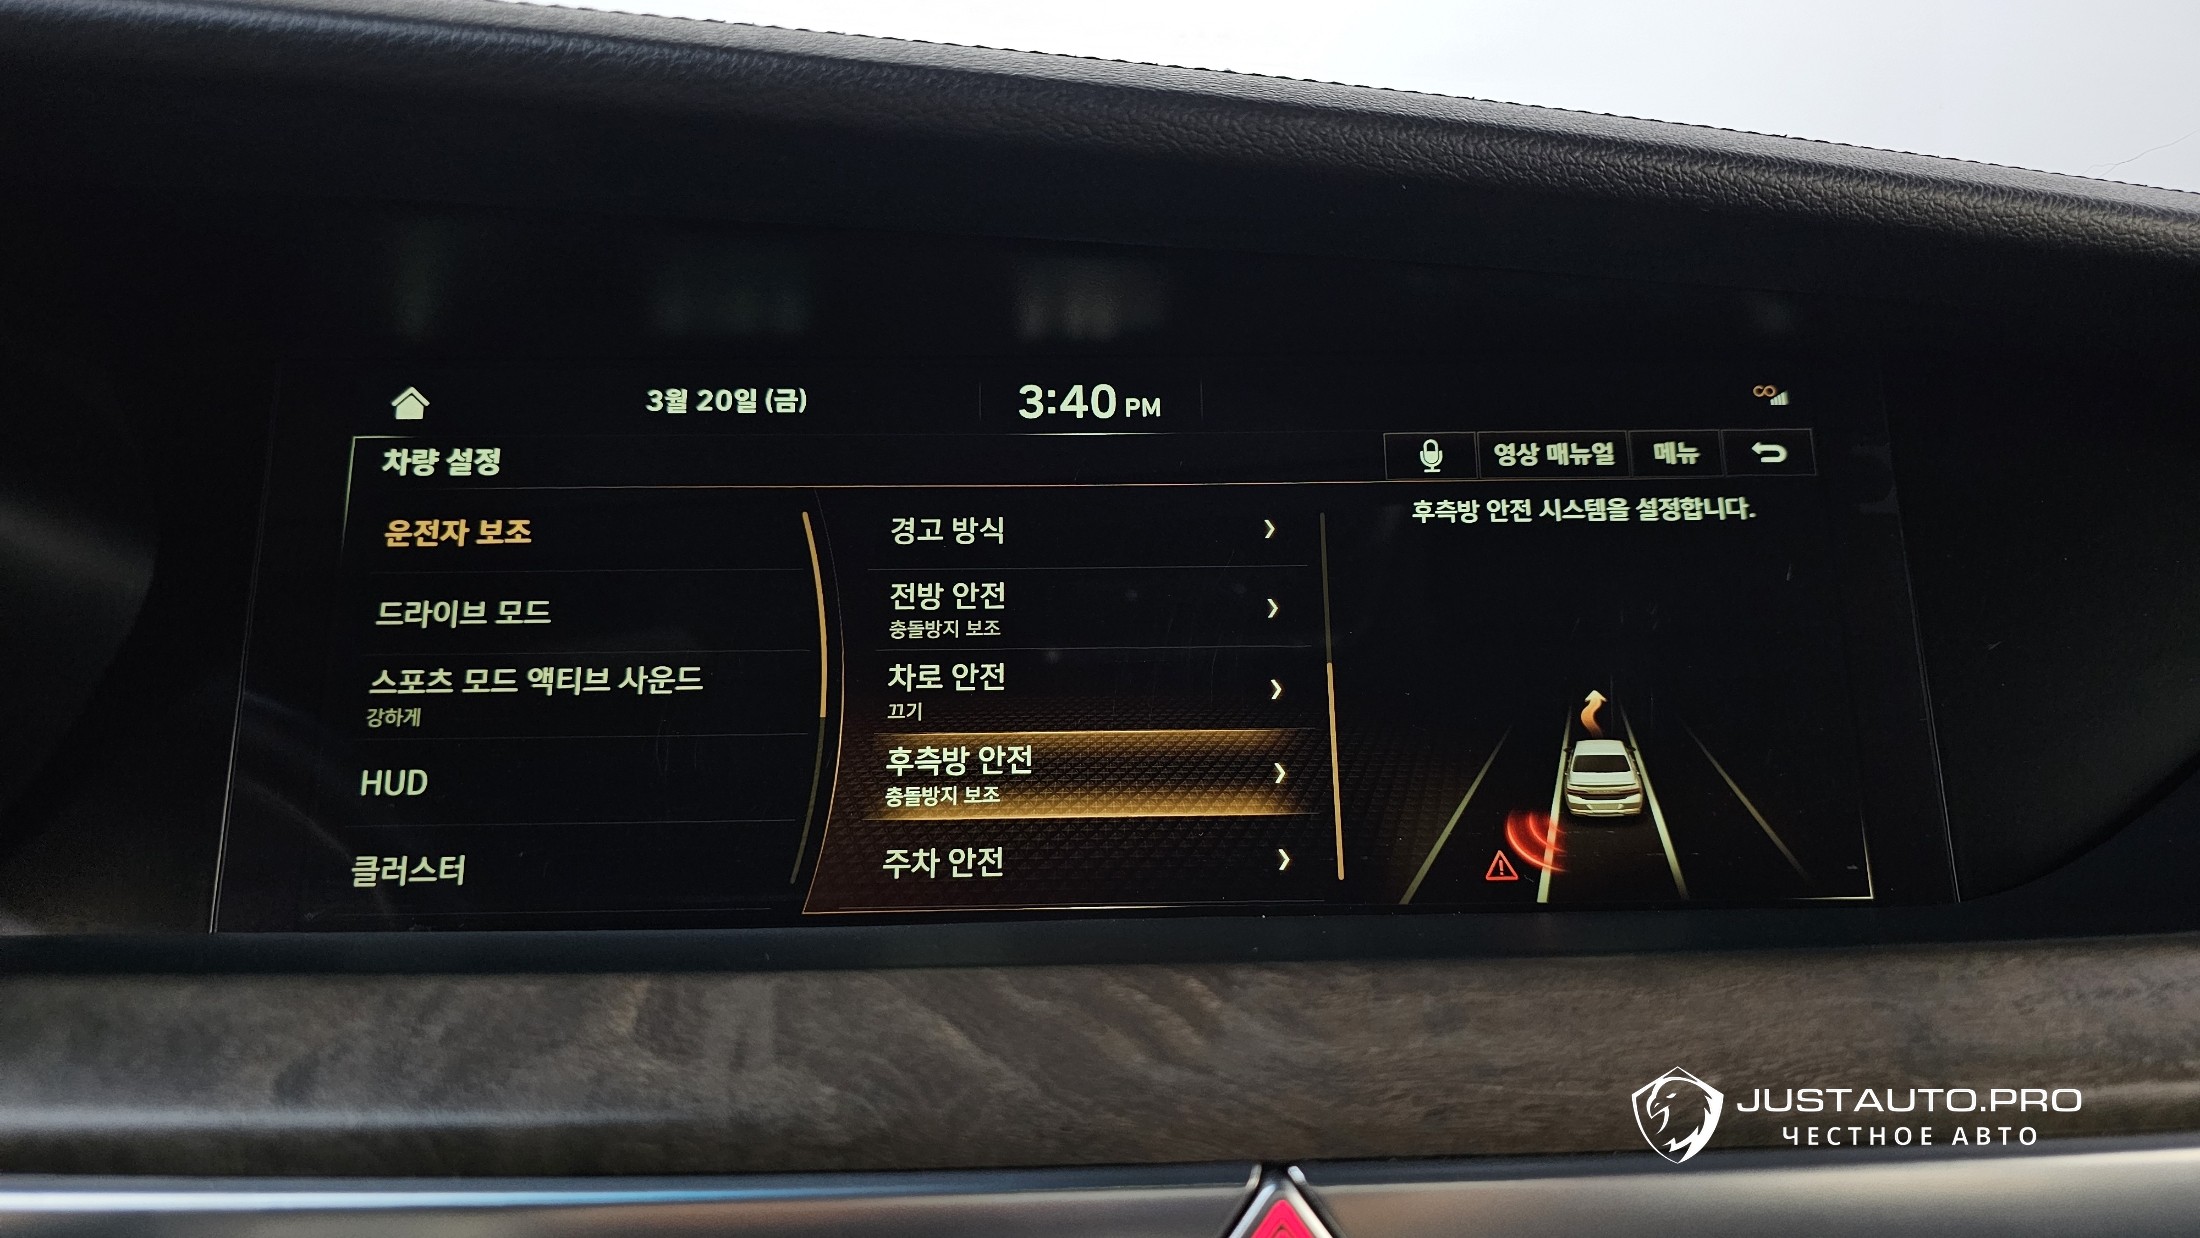 3월 20일 (금)
3:40 PM
차량 설정
영상 매뉴얼
메뉴
운전자 보조
드라이브 모드
스포츠 모드 액티브 사운드
강하게
HUD
클러스터
경고 방식
전방 안전
충돌방지 보조
차로 안전
끄기
후측방 안전
충돌방지 보조
주차 안전
후측방 안전 시스템을 설정합니다.
JUSTAUTO.PRO
ЧЕСТНОЕ АВТО